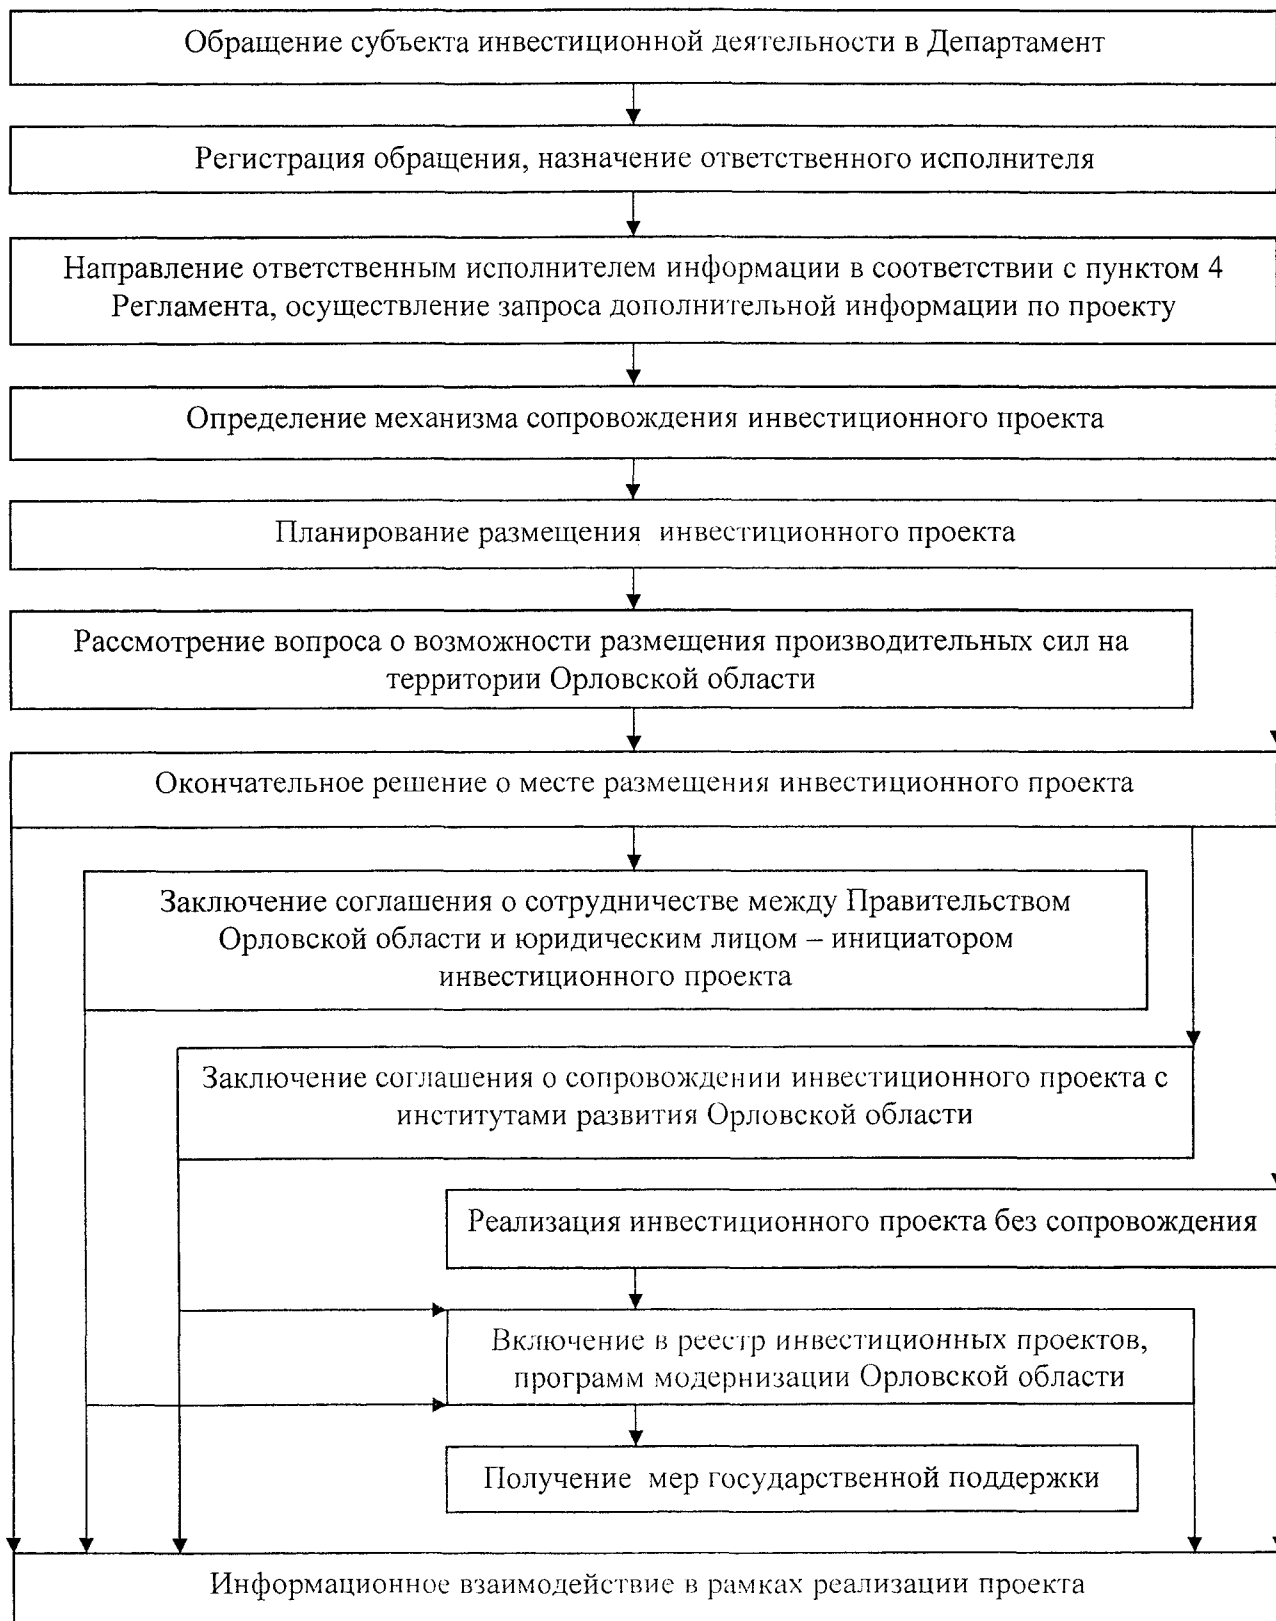 Обращение субъекта инвестиционной деятельности в Департамент
Регистрация обращения, назначение ответственного исполнителя
Направление ответственным исполнителем информации в соответствии с пунктом 4
Регламента, осуществление запроса дополнительной информации по проекту
Определение механизма сопровождения инвестиционного проекта
Планирование размещения инвестиционного проекта
Рассмотрение вопроса о возможности размещения производительных сил на
территории Орловской области
Окончательное решение о месте размещения инвестиционного проекта
Заключение соглашения о сотрудничестве между Правительством
Орловской области и юридическим лицом – инициатором
инвестиционного проекта
Заключение соглашения о сопровождении инвестиционного проекта с
институтами развития Орловской области
Реализация инвестиционного проекта без сопровождения
Включение в реестр инвестиционных проектов,
программ модернизации Орловской области
Получение мер государственной поддержки
Информационное взаимодействие в рамках реализации проекта